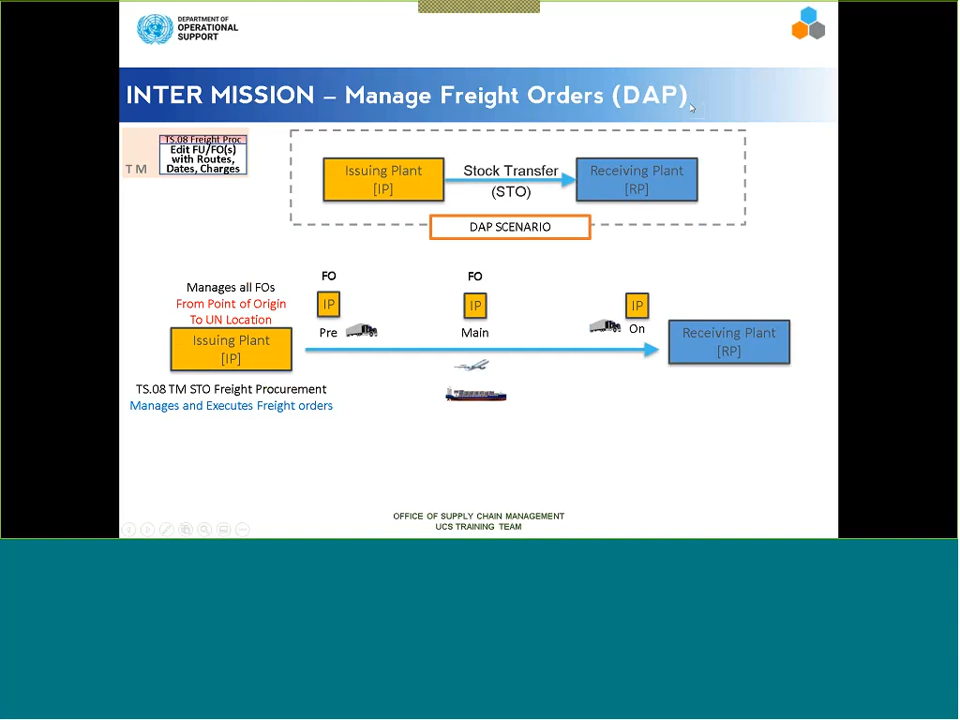 DEPARTMENT OF
OPERATIONAL
SUPPORT
INTER MISSION – Manage Freight Orders (DAP)
TS.08 Freight Proc
Edit FU/FO(s)
with Routes,
Dates, Charges
TM
Issuing Plant
[IP]
Stock Transfer
(STO)
Receiving Plant
[RP]
DAP SCENARIO
FO
FO
Manages all FOs
From Point of Origin
To UN Location
IP
IP
IP
Pre
Main
On
Issuing Plant
[IP]
Receiving Plant
[RP]
TS.08 TM STO Freight Procurement
Manages and Executes Freight orders
OFFICE OF SUPPLY CHAIN MANAGEMENT
UCS TRAINING TEAM